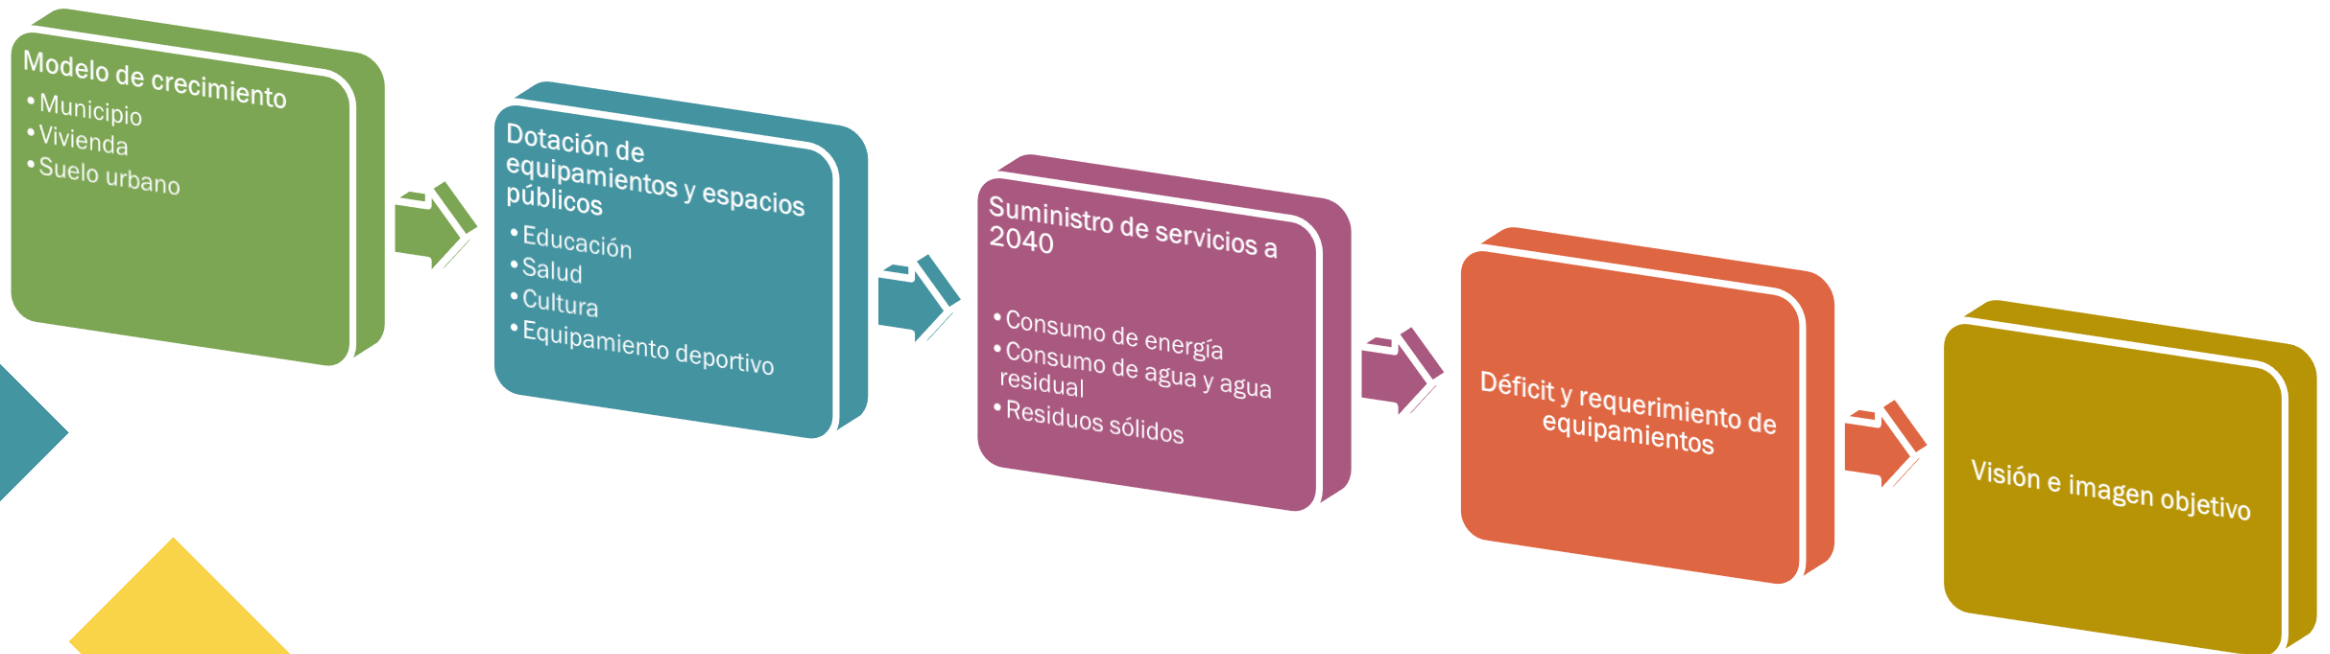 Modelo de crecimiento
• Municipio
• Vivienda
• Suelo urbano
Dotación de
equipamientos y espacios
públicos
• Educación
• Salud
• Cultura
• Equipamiento deportivo
Suministro de servicios a
2040
• Consumo de energía
• Consumo de agua y agua
residual
• Residuos sólidos
Déficit y requerimiento de
equipamientos
Visión e imagen objetivo